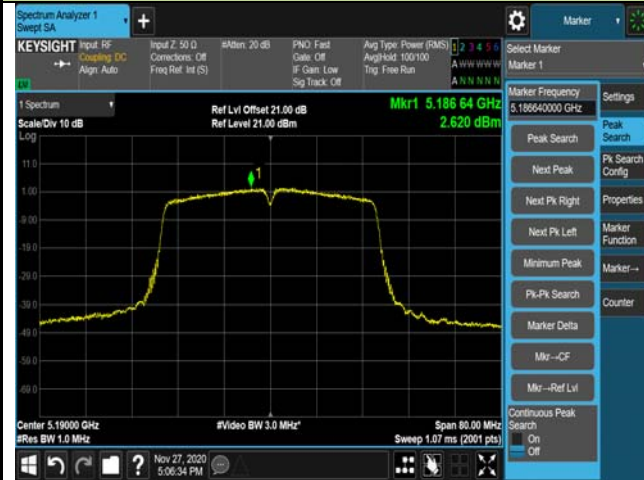 Spectrum Analyzer 1
Swept SA
+
Marker
KEYSIGHT
Input: RF
Coupling: DC
Align: Auto
Input Z: 50 Ω
Corrections: Off
Freq Ref: Int (S)
#Atten: 20 dB
PNO: Fast
Gate: Off
IF Gain: Low
Sig Track: Off
Avg Type: Power (RMS)
Avg|Hold: 100/100
Trig: Free Run
1 2 3 4 5 6
A W W W W W
A N N N N N
Select Marker
Marker 1
1 Spectrum
Scale/Div 10 dB
Log
Ref Lvl Offset 21.00 dB
Ref Level 21.00 dBm
Mkr1 5.186 64 GHz
2.620 dBm
Marker Frequency
5.186640000 GHz
Peak Search
Next Peak
Next Pk Right
Next Pk Left
Minimum Peak
Pk-Pk Search
Marker Delta
Mkr→CF
Mkr→Ref Lvl
Continuous Peak
Search
On
Off
Settings
Peak
Search
Pk Search
Config
Properties
Marker
Function
Marker→
Counter
11.0
1.00
-9.00
-19.0
-29.0
-39.0
-49.0
-59.0
-69.0
1
Center 5.19000 GHz
#Res BW 1.0 MHz
#Video BW 3.0 MHz*
Span 80.00 MHz
Sweep 1.07 ms (2001 pts)
?
Nov 27, 2020
5:06:34 PM